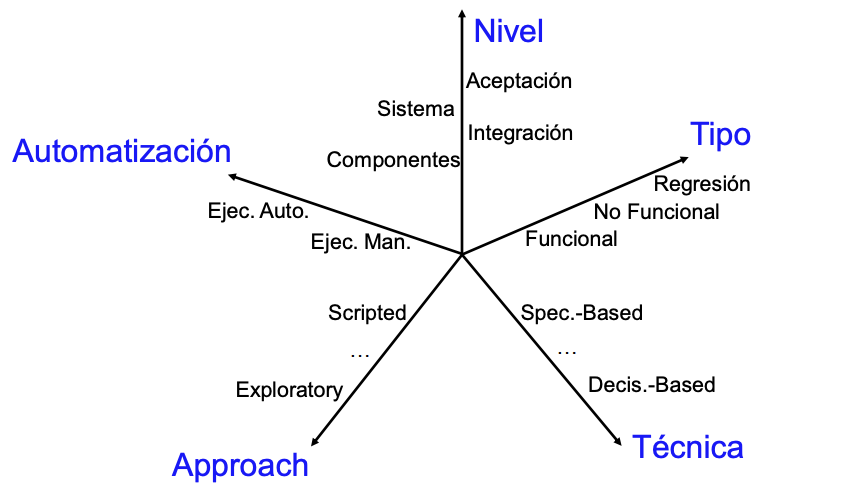 Nivel
Aceptación
Sistema
Integración
Componentes
Tipo
Regresión
No Funcional
Funcional
Automatización
Ejec. Auto.
Ejec. Man.
Scripted
…
Exploratory
Approach
Spec.-Based
…
Decis.-Based
Técnica